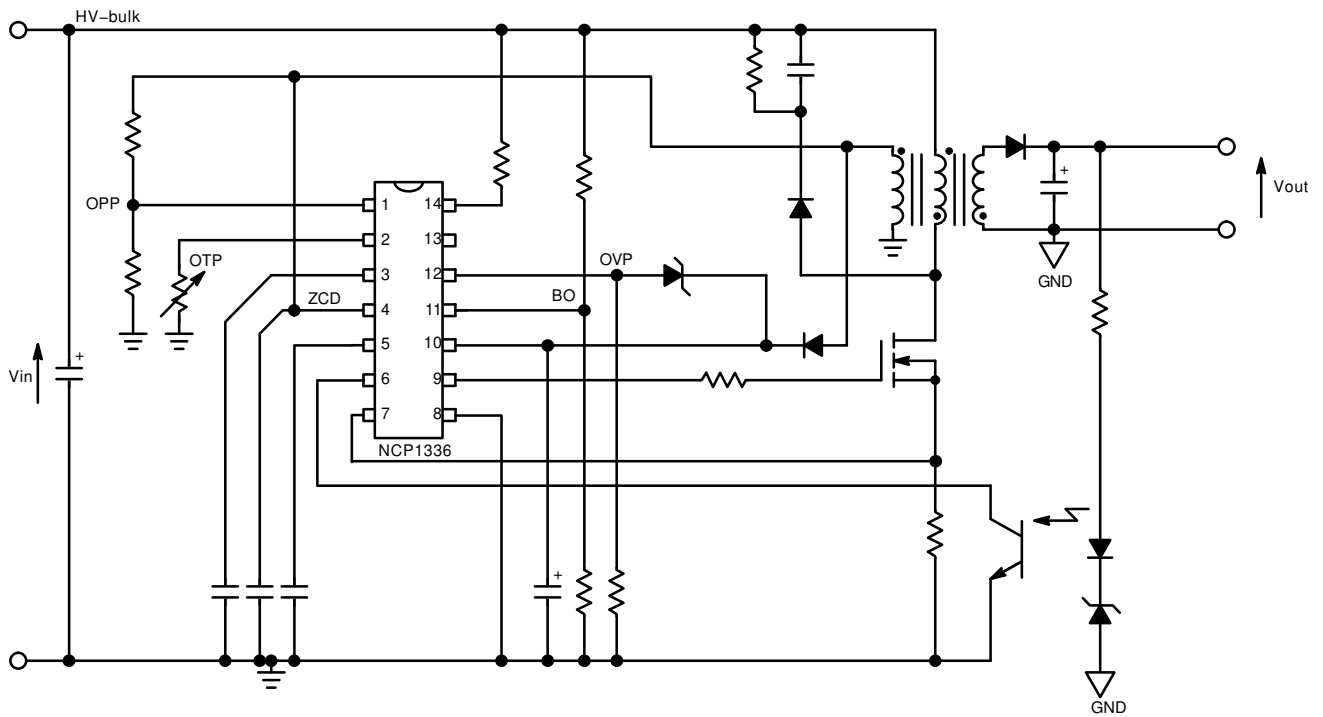 HV-bulk
OPP
1
14
2
13
OTP
3
12
OVP
ZCD
4
11
BO
5
10
6
9
7
8
NCP1336
Vin
+
+
+
Vout
GND
GND